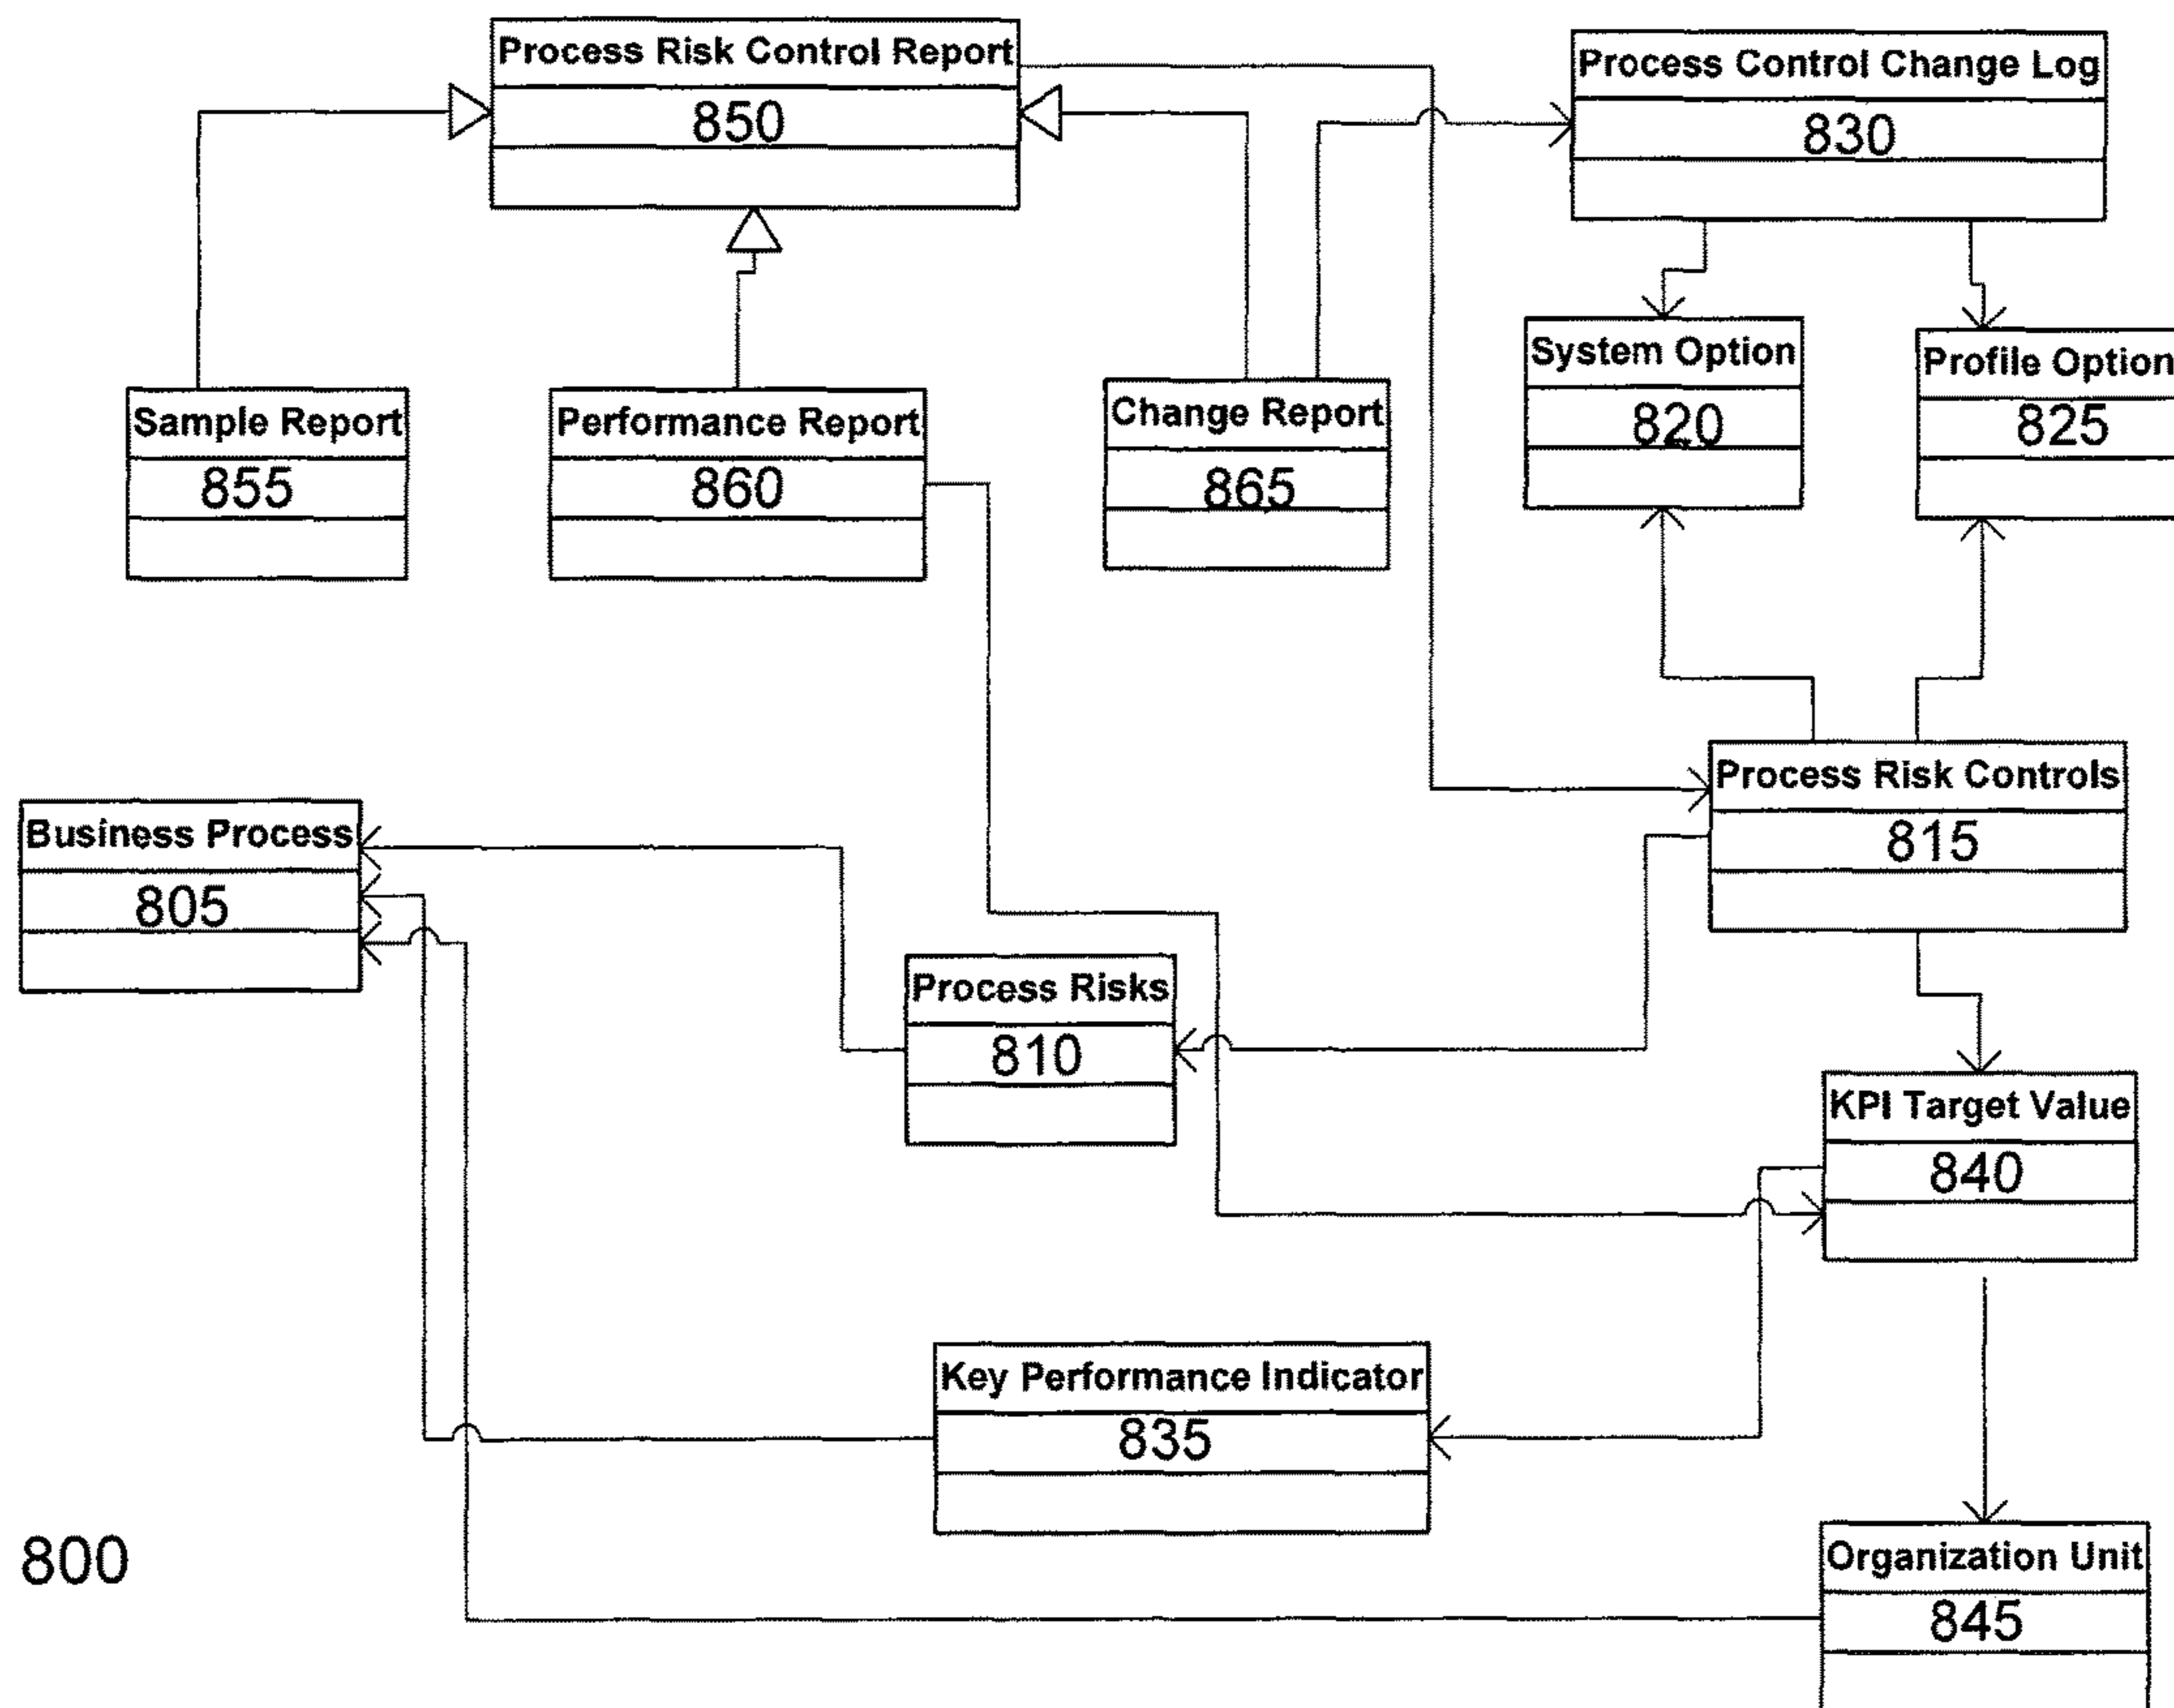 Process Risk Control Report
850
Process Control Change Log
830
System Option
820
Profile Option
825
Sample Report
855
Performance Report
860
Change Report
865
Process Risk Controls
815
Business Process
805
Process Risks
810
KPI Target Value
840
Key Performance Indicator
835
Organization Unit
845
800